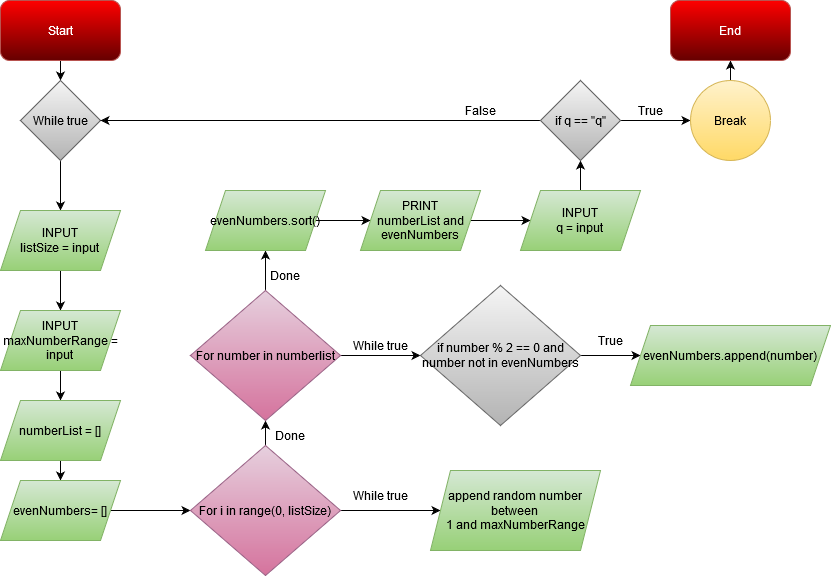 Start
End
While true
False
if q == "q"
True
Break
INPUT
listSize = input
evenNumbers.sort()
PRINT
numberList and
evenNumbers
INPUT
q = input
Done
INPUT
maxNumberRange =
input
For number in numberlist
While true
if number % 2 == 0 and
number not in evenNumbers
True
evenNumbers.append(number)
numberList = []
Done
evenNumbers= []
For i in range(0, listSize)
While true
append random number
between
1 and maxNumberRange